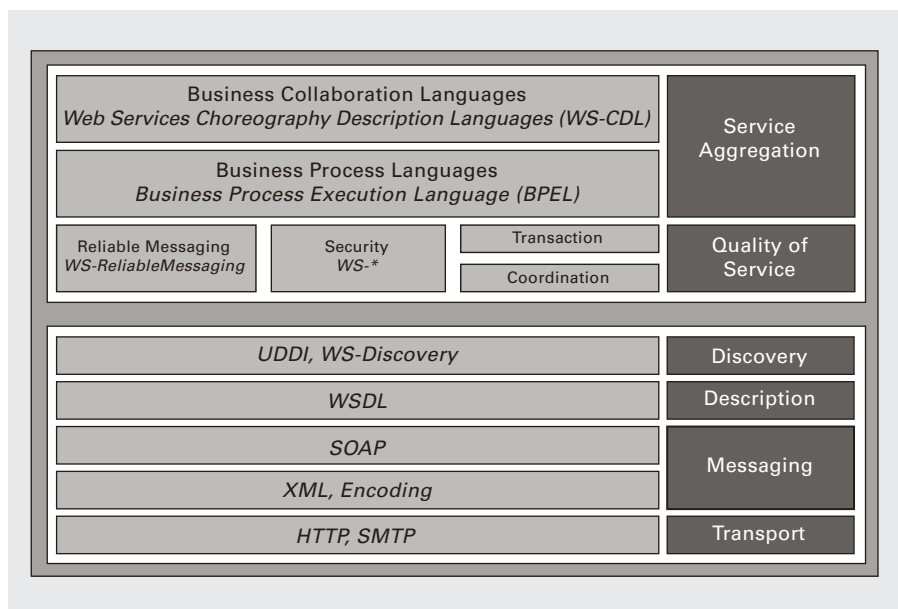 Business Collaboration Languages
Web Services Choreography Description Languages (WS-CDL)
Service
Aggregation
Business Process Languages
Business Process Execution Language (BPEL)
Reliable Messaging
WS-ReliableMessaging
Security
WS-*
Transaction
Coordination
Quality of
Service
UDDI, WS-Discovery
Discovery
WSDL
Description
SOAP
Messaging
XML, Encoding
HTTP, SMTP
Transport